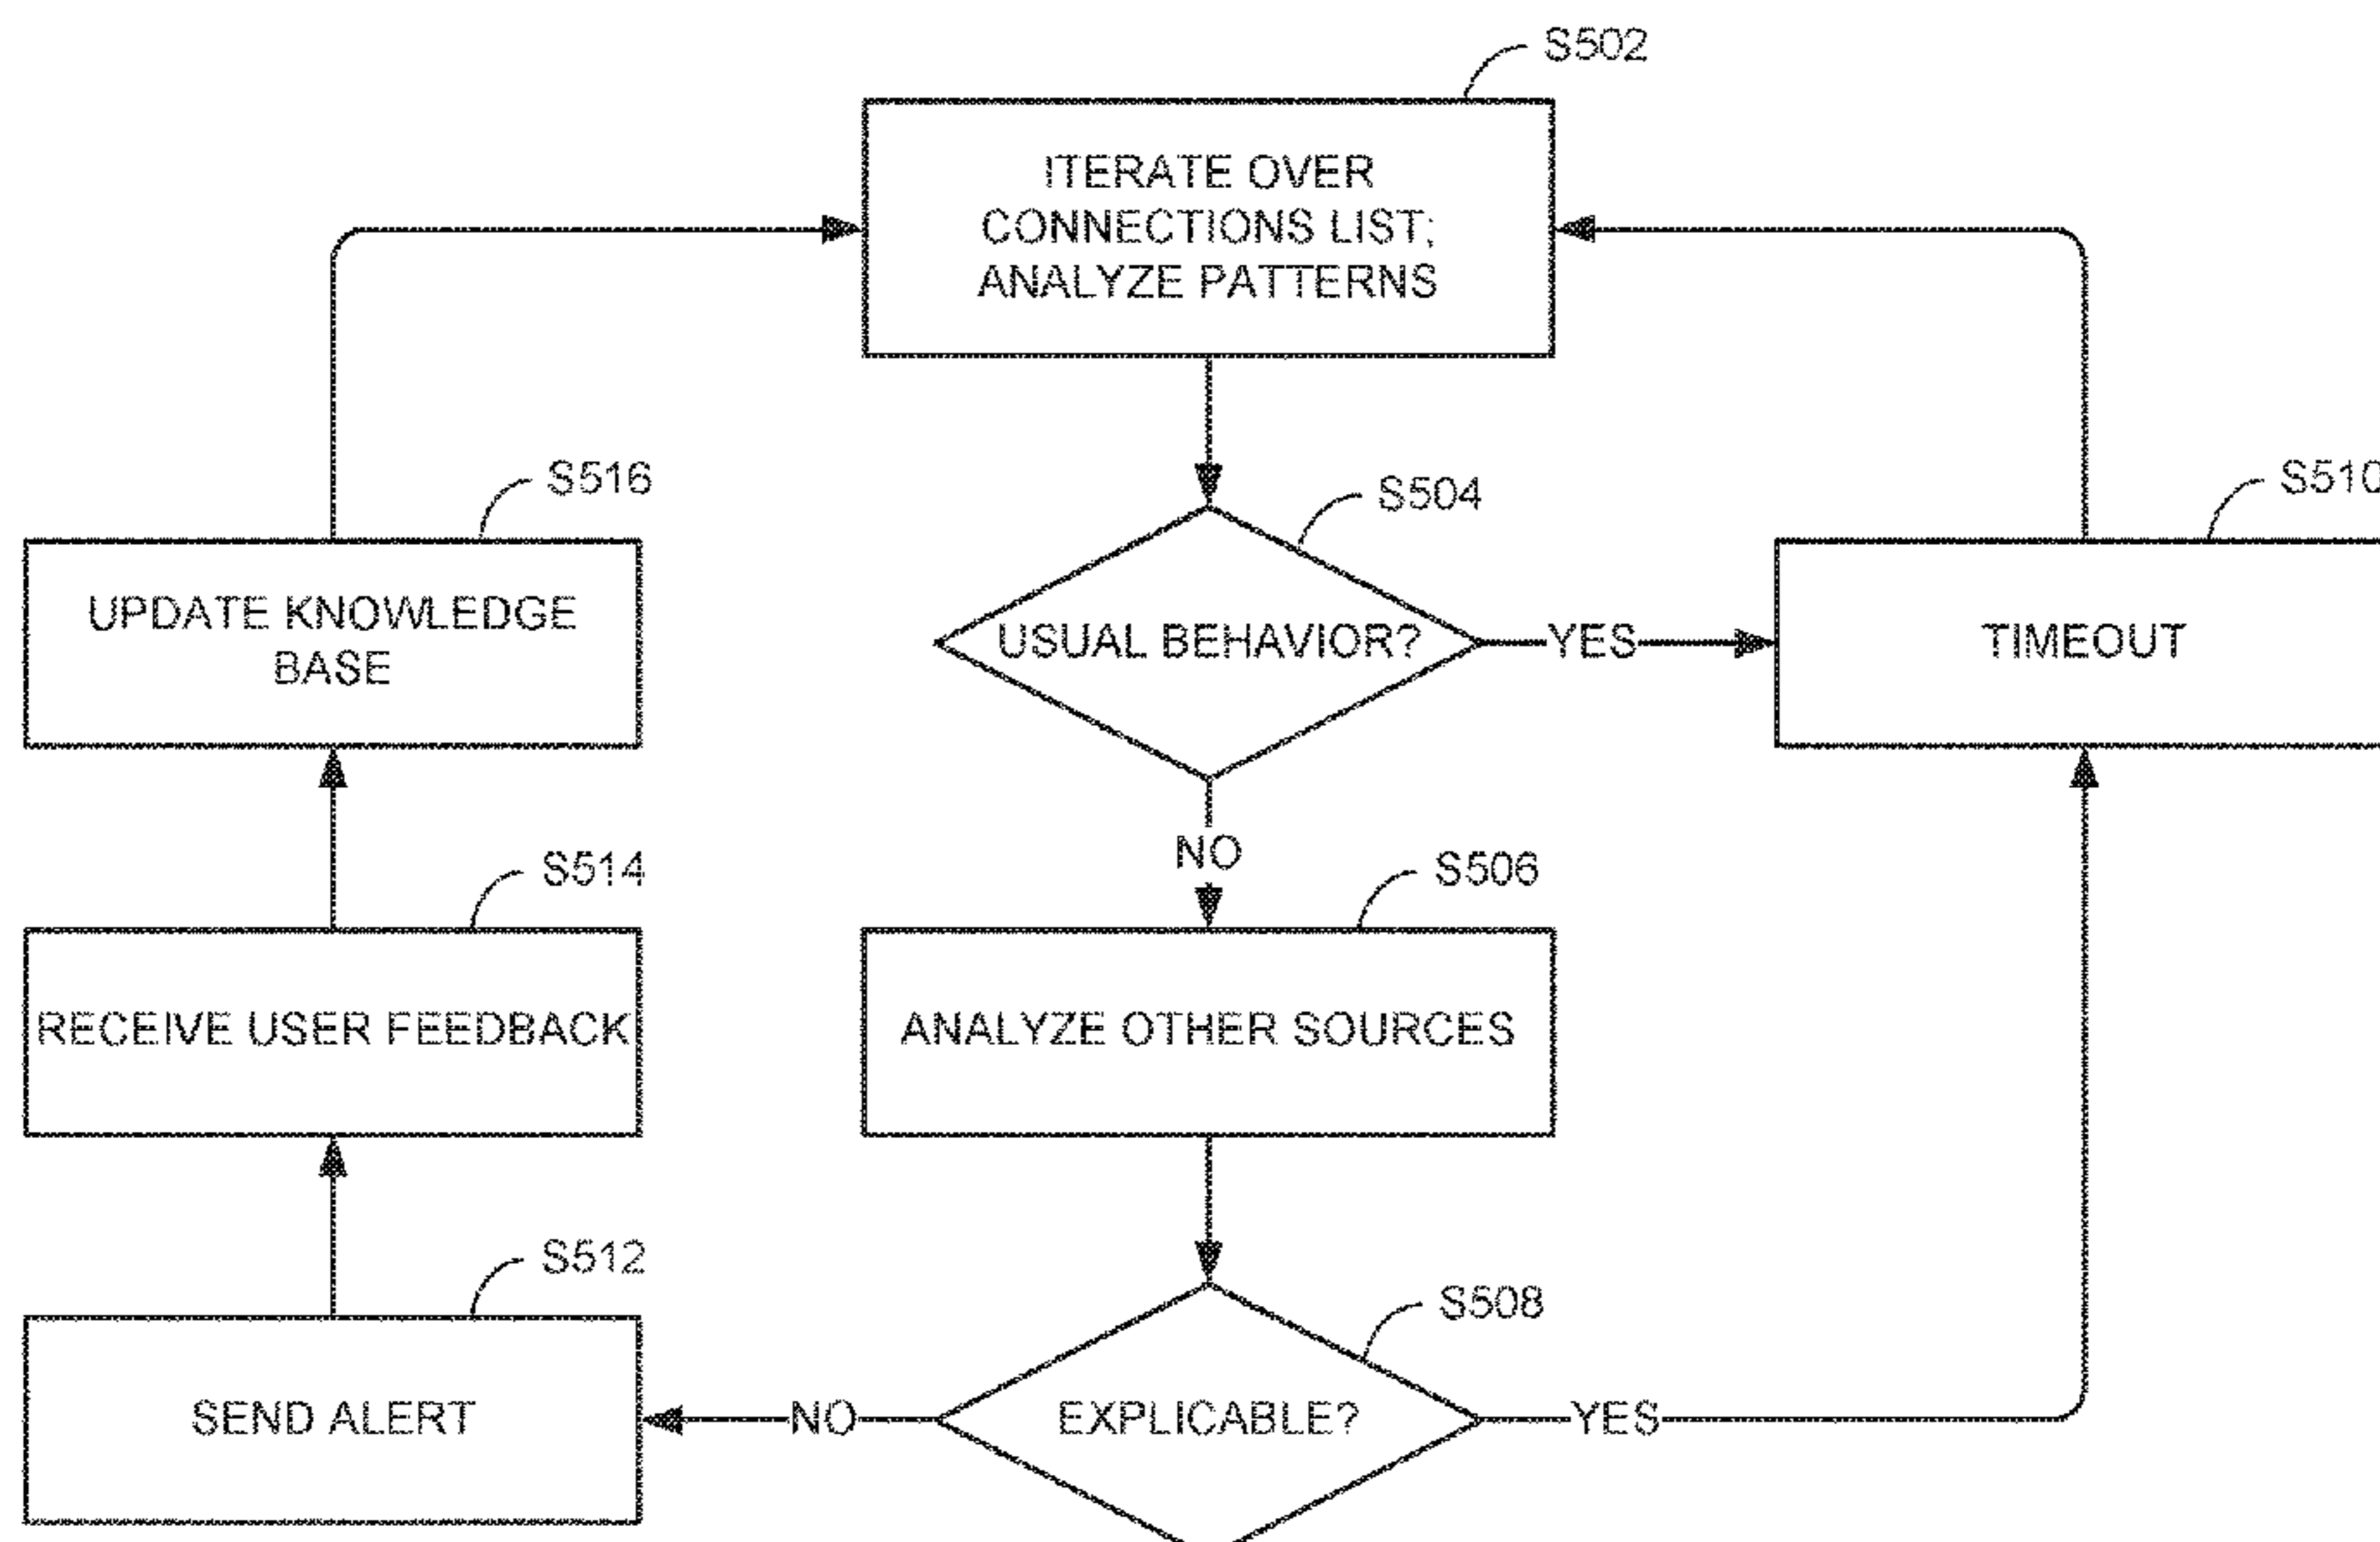 S502
ITERATE OVER
CONNECTIONS LIST;
ANALYZE PATTERNS
S516
S504
S510
UPDATE KNOWLEDGE
BASE
USUAL BEHAVIOR?
YES
TIMEOUT
NO
S514
S506
RECEIVE USER FEEDBACK
ANALYZE OTHER SOURCES
S512
S508
SEND ALERT
NO
EXPLICABLE?
YES